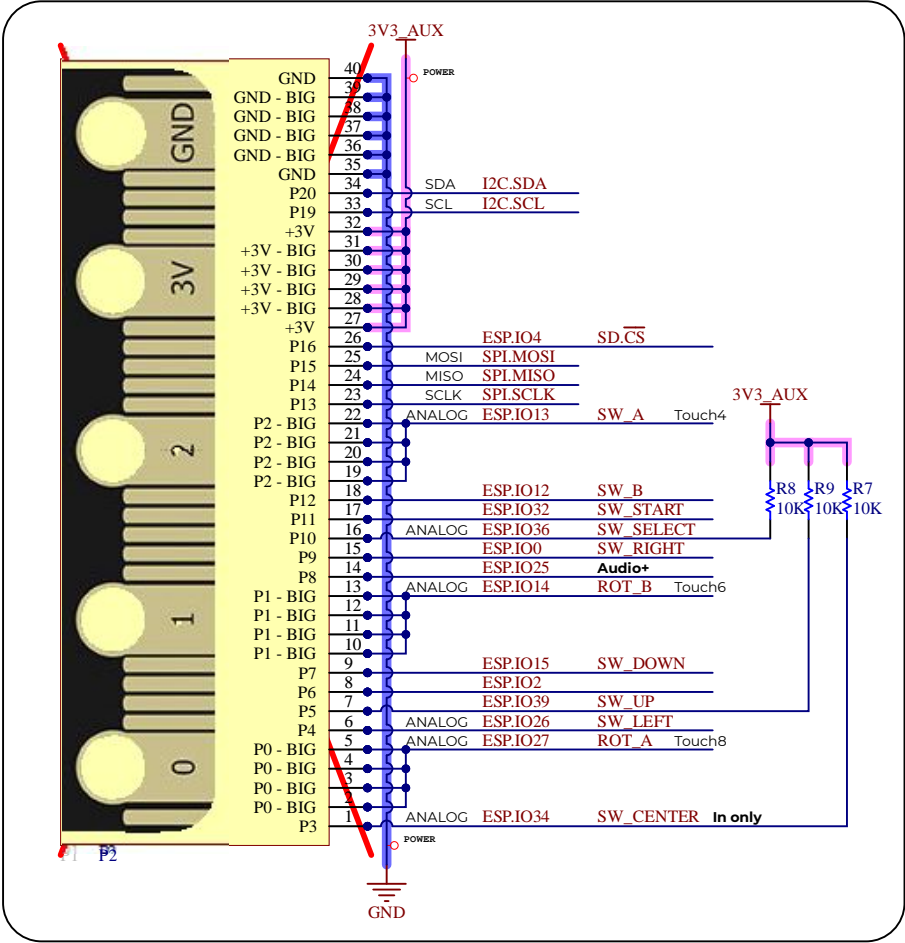 3V3_AUX
POWER
GND 40
GND - BIG 39
GND - BIG 38
GND - BIG 37
GND - BIG 36
GND 35
P20 34 SDA I2C.SDA
P19 33 SCL I2C.SCL
+3V 32
+3V - BIG 31
+3V - BIG 30
+3V - BIG 29
+3V - BIG 28
+3V 27
P16 26 ESP.IO4 SD.CS
P15 25 MOSI SPI.MOSI
P14 24 MISO SPI.MISO
P13 23 SCLK SPI.SCLK
3V3_AUX
P2 - BIG 22 ANALOG ESP.IO13 SW_A Touch4
P2 - BIG 21
P2 - BIG 20
P2 - BIG 19
R8 R9 R7
10K 10K 10K
P12 18 ESP.IO12 SW_B
P11 17 ESP.IO32 SW_START
P10 16 ANALOG ESP.IO36 SW_SELECT
P9 15 ESP.IO0 SW_RIGHT
P8 14 ESP.IO25 Audio+
P1 - BIG 13 ANALOG ESP.IO14 ROT_B Touch6
P1 - BIG 12
P1 - BIG 11
P1 - BIG 10
P7 9 ESP.IO15 SW_DOWN
P6 8 ESP.IO2
P5 7 ESP.IO39 SW_UP
P4 6 ANALOG ESP.IO26 SW_LEFT
P0 - BIG 5 ANALOG ESP.IO27 ROT_A Touch8
P0 - BIG 4
P0 - BIG 3
P0 - BIG 2
P3 1 ANALOG ESP.IO34 SW_CENTER In only
POWER
GND
GND
3V
2
1
0
P1
P2